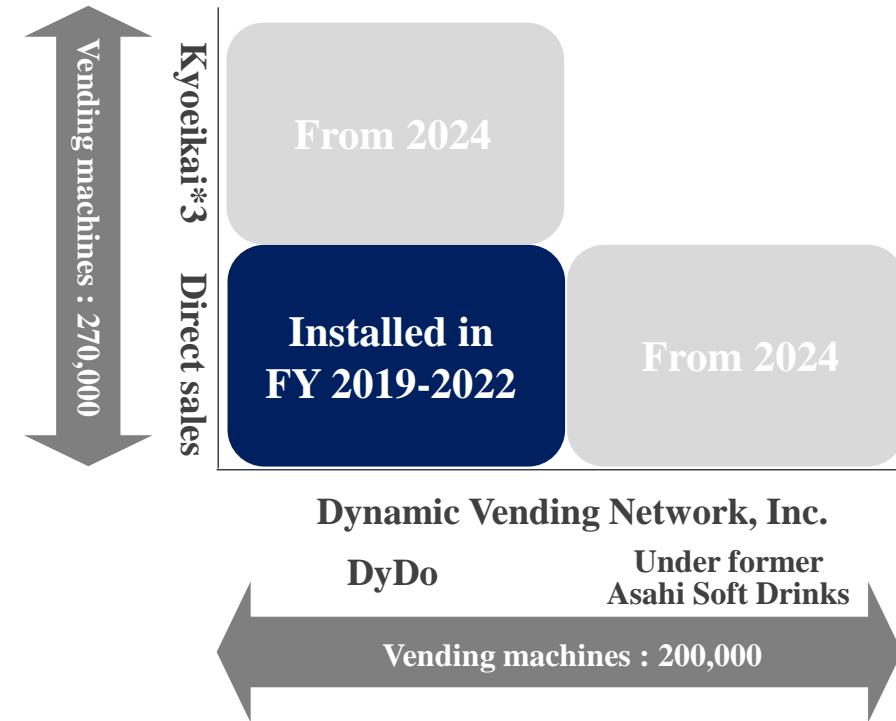 Vending machines : 270,000
Kyoeikai*3
Direct sales
From 2024
Installed in
FY 2019-2022
From 2024
Dynamic Vending Network, Inc.
DyDo
Under former
Asahi Soft Drinks
Vending machines : 200,000